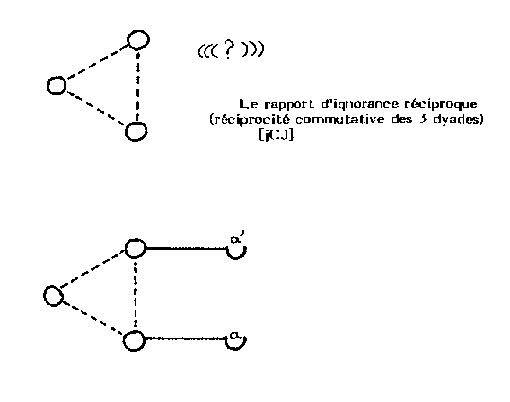 (((?)))
Le rapport d'ignorance réciproque
(réciprocité commutative des 3 dyades)
a'
a